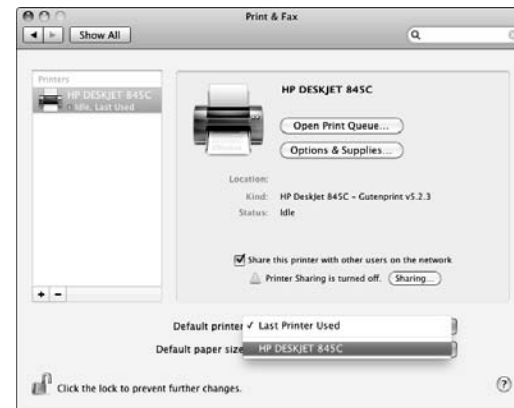 Print & Fax
Show All
Printers
HP DESKJET 845C
Idle, Last Used
HP DESKJET 845C
Open Print Queue...
Options & Supplies...
Location:
Kind: HP DeskJet 845C – Gutenprint v5.2.3
Status: Idle
Share this printer with other users on the network
Printer Sharing is turned off. Sharing...
+ −
Default printer ✓ Last Printer Used
Default paper size HP DESKJET 845C
Click the lock to prevent further changes.
?